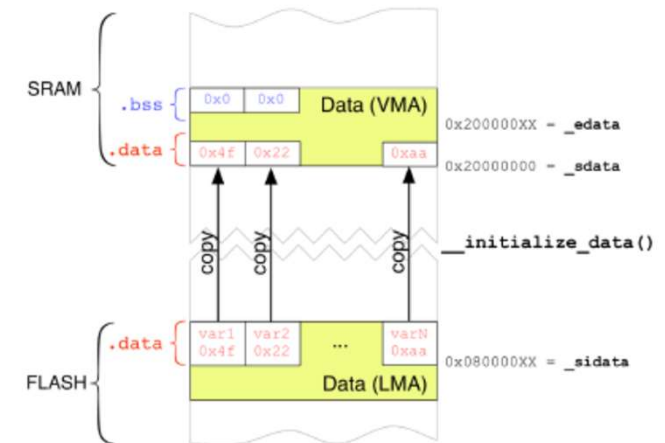 SRAM
.bss
0x0 0x0
Data (VMA)
0x200000XX = _edata
.data
0x4f 0x22 0xaa
0x20000000 = _sdata
copy copy copy
__initialize_data()
FLASH
.data
var1 var2 ... varN
0x4f 0x22 0xaa
0x080000XX = _sidata
Data (LMA)